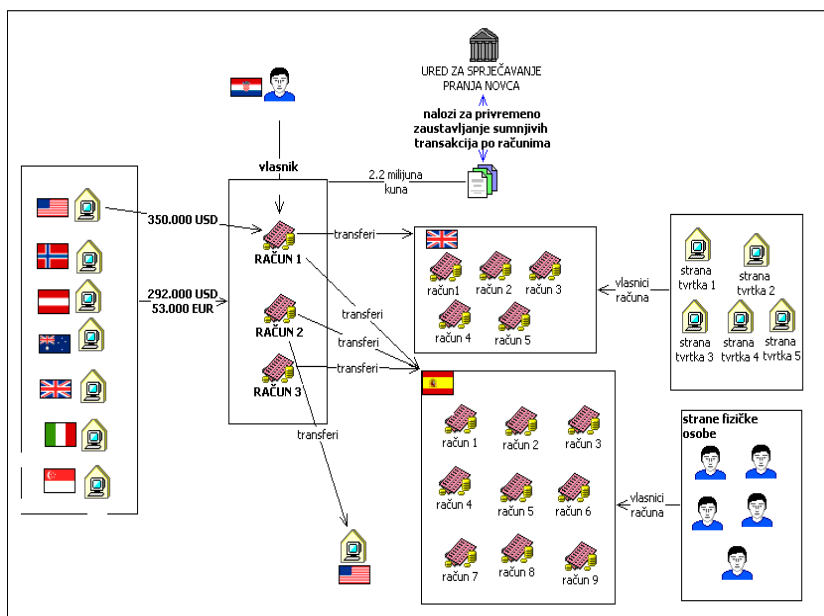 URED ZA SPRJEČAVANJE
PRANJA NOVCA
nalozi za privremeno
zaustavljanje sumnjivih
transakcija po računima
vlasnik
2.2 milijuna
kuna
350.000 USD
RAČUN 1
transferi
292.000 USD
53.000 EUR
RAČUN 2
RAČUN 3
transferi
transferi
transferi
transferi
račun1
račun 2
račun 3
račun 4
račun 5
vlasnici
računa
strana
tvrtka 1
strana
tvrtka 2
strana
tvrtka 3
strana
tvrtka 4
strana
tvrtka 5
račun 1
račun 2
račun 3
račun 4
račun 5
račun 6
račun 7
račun 8
račun 9
vlasnici
računa
strane fizičke
osobe